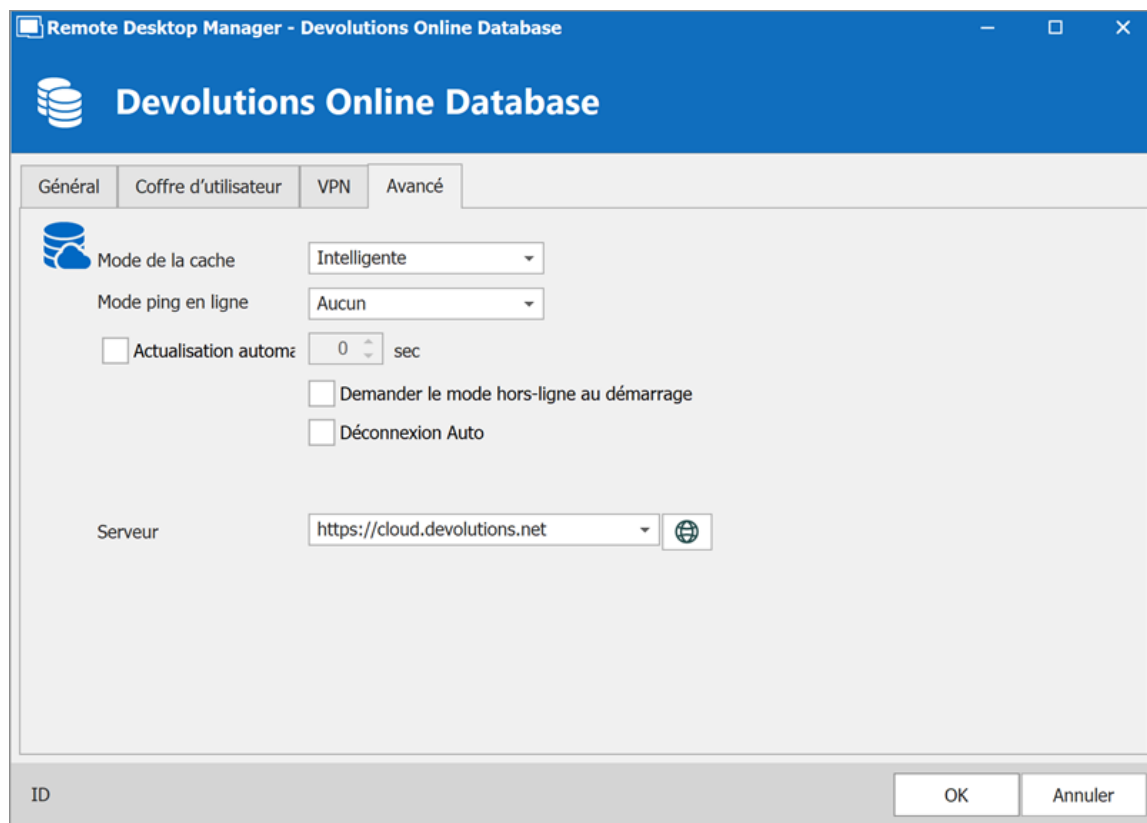 Remote Desktop Manager - Devolutions Online Database
Devolutions Online Database
Général Coffre d'utilisateur VPN Avancé
Mode de la cache Intelligente
Mode ping en ligne Aucun
Actualisation automa 0 sec
Demander le mode hors-ligne au démarrage
Déconnexion Auto
Serveur https://cloud.devolutions.net
ID OK Annuler